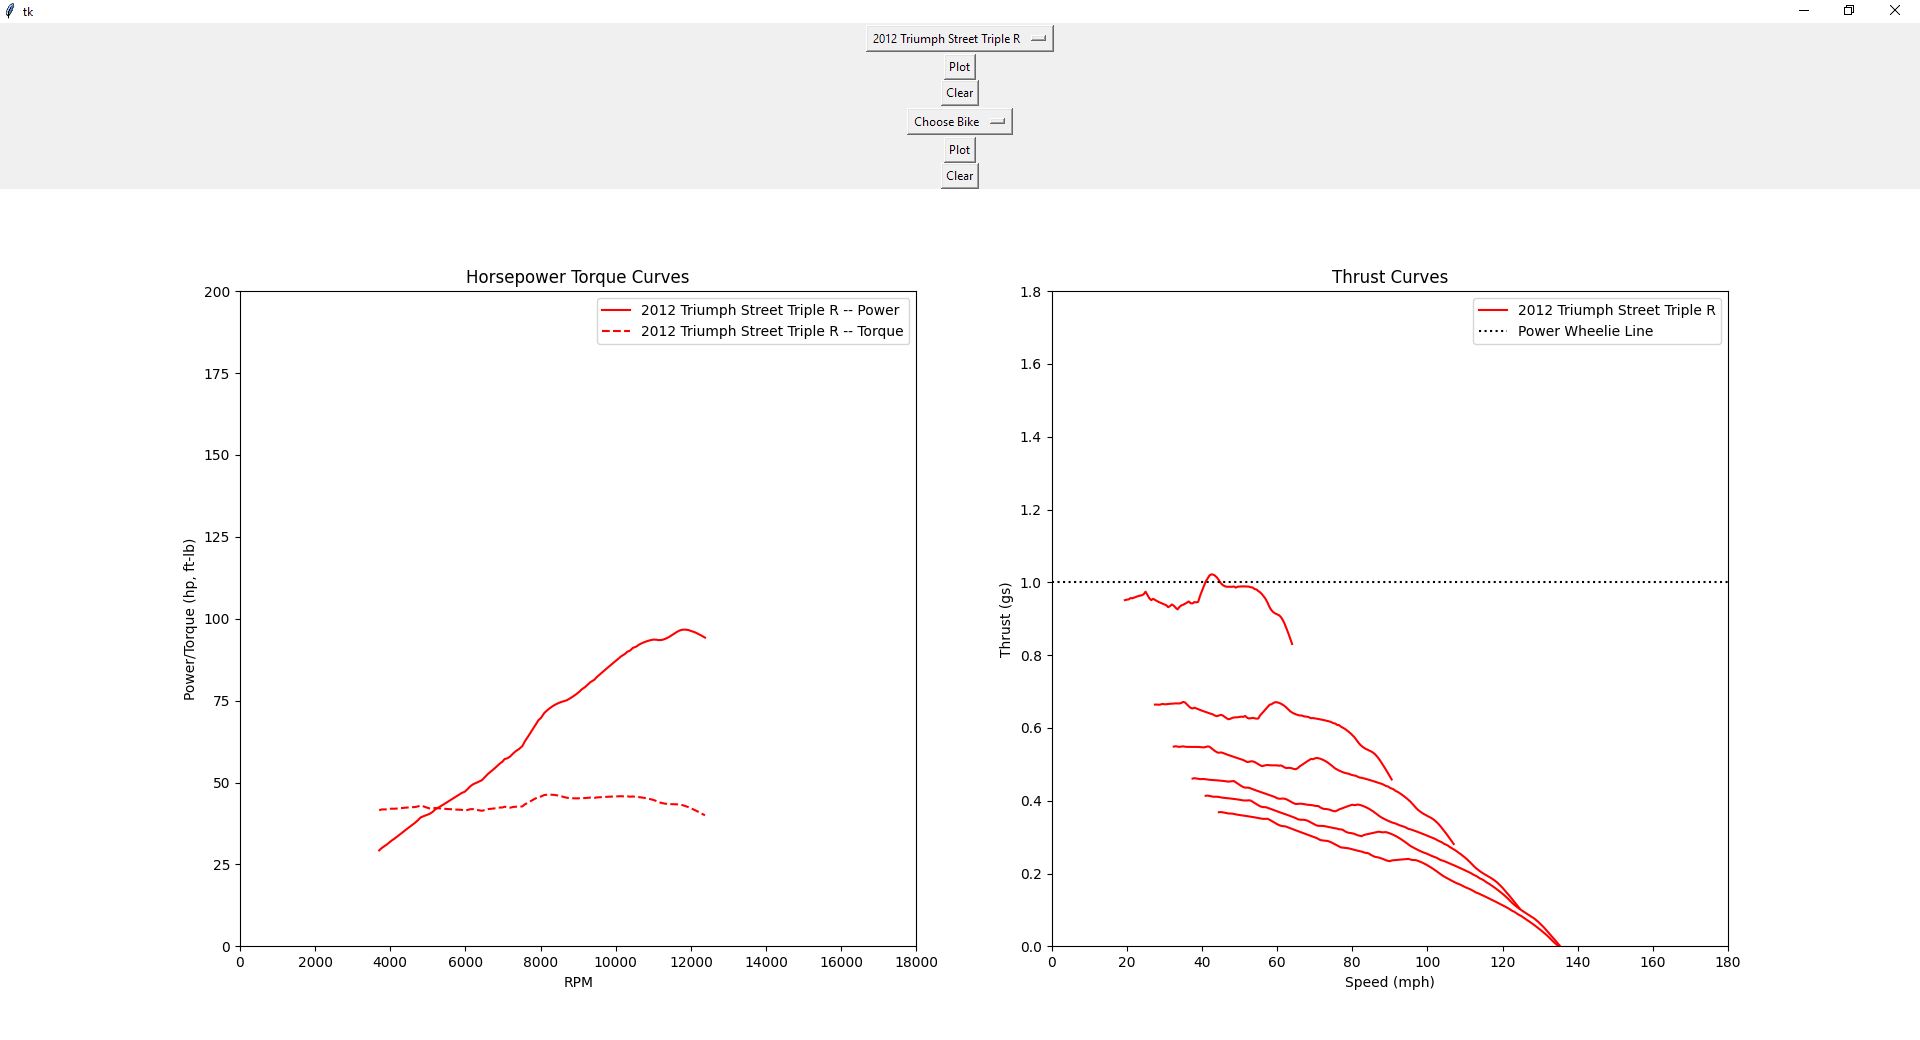 tk
2012 Triumph Street Triple R
Plot
Clear
Choose Bike
Plot
Clear
Horsepower Torque Curves
2012 Triumph Street Triple R -- Power
2012 Triumph Street Triple R -- Torque
200
175
150
125
100
75
50
25
0
Power/Torque (hp, ft-lb)
0 2000 4000 6000 8000 10000 12000 14000 16000 18000
RPM
Thrust Curves
2012 Triumph Street Triple R
Power Wheelie Line
1.8
1.6
1.4
1.2
1.0
0.8
0.6
0.4
0.2
0.0
Thrust (gs)
0 20 40 60 80 100 120 140 160 180
Speed (mph)